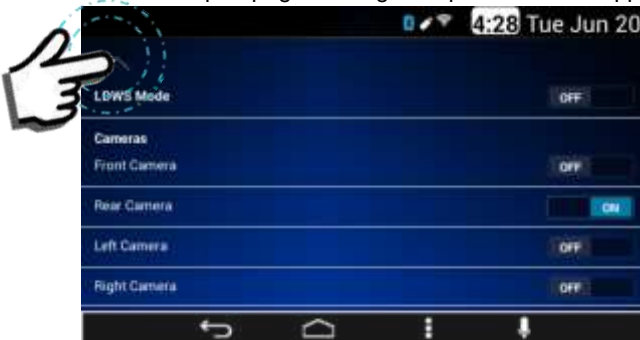 4:28 Tue Jun 20
LDWS Mode OFF
Cameras
Front Camera OFF
Rear Camera ON
Left Camera OFF
Right Camera OFF